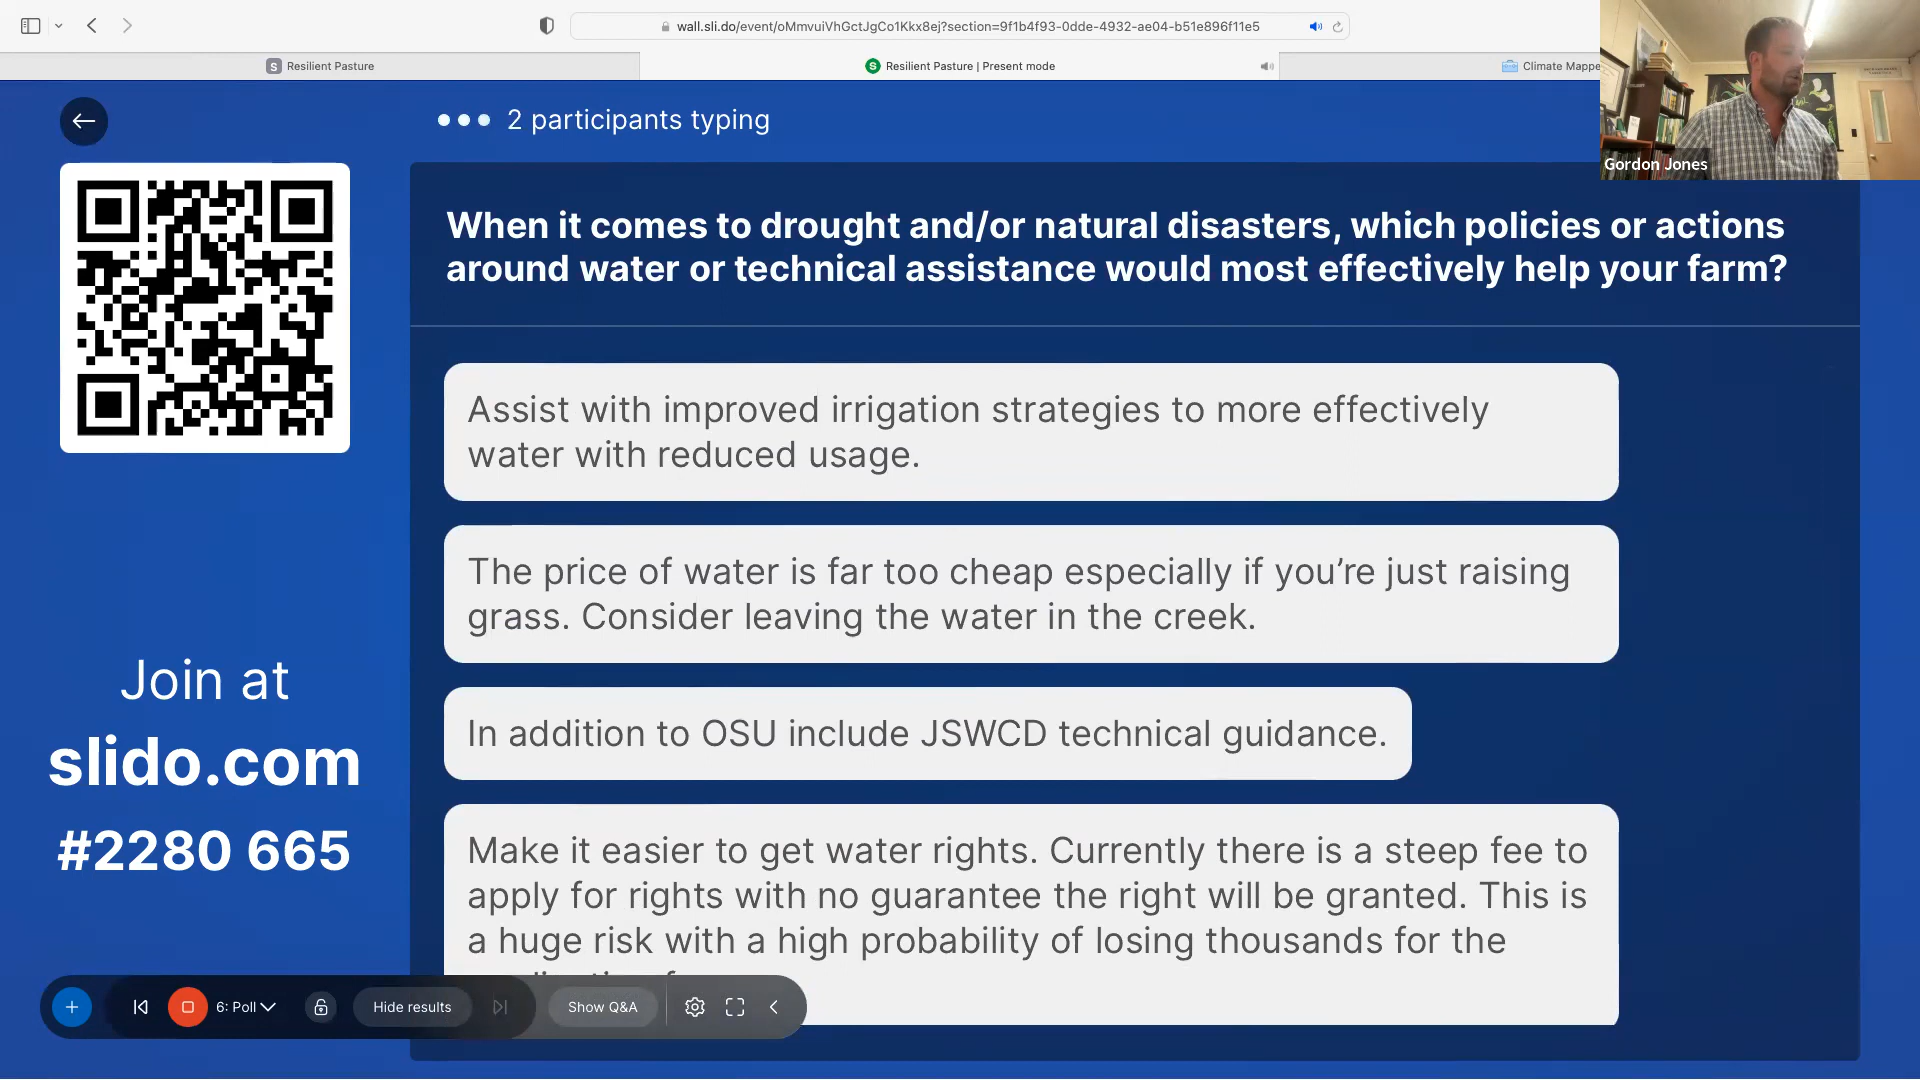 wall.sli.do/event/oMmvuiVhGctJgCo1Kkx8ej?section=9f1b4f93-0dde-4932-ae04-b51e896f11e5
Resilient Pasture
Resilient Pasture | Present mode
Climate Mappe
Gordon Jones
2 participants typing
When it comes to drought and/or natural disasters, which policies or actions
around water or technical assistance would most effectively help your farm?
Assist with improved irrigation strategies to more effectively
water with reduced usage.
The price of water is far too cheap especially if you’re just raising
grass. Consider leaving the water in the creek.
In addition to OSU include JSWCD technical guidance.
Make it easier to get water rights. Currently there is a steep fee to
apply for rights with no guarantee the right will be granted. This is
a huge risk with a high probability of losing thousands for the
Join at
slido.com
#2280 665
6: Poll
Hide results
Show Q&A